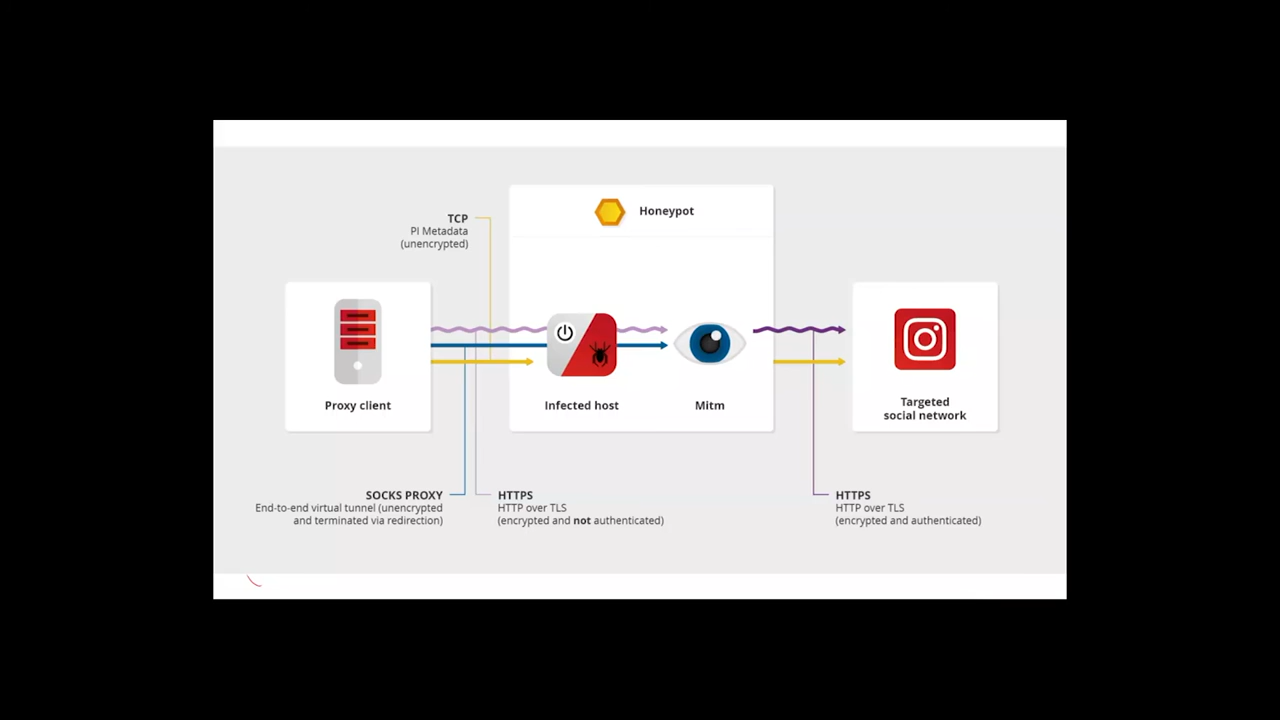 Honeypot
TCP
PI Metadata
(unencrypted)
Proxy client
Infected host
Mitm
Targeted
social network
SOCKS PROXY
End-to-end virtual tunnel (unencrypted
and terminated via redirection)
HTTPS
HTTP over TLS
(encrypted and not authenticated)
HTTPS
HTTP over TLS
(encrypted and authenticated)